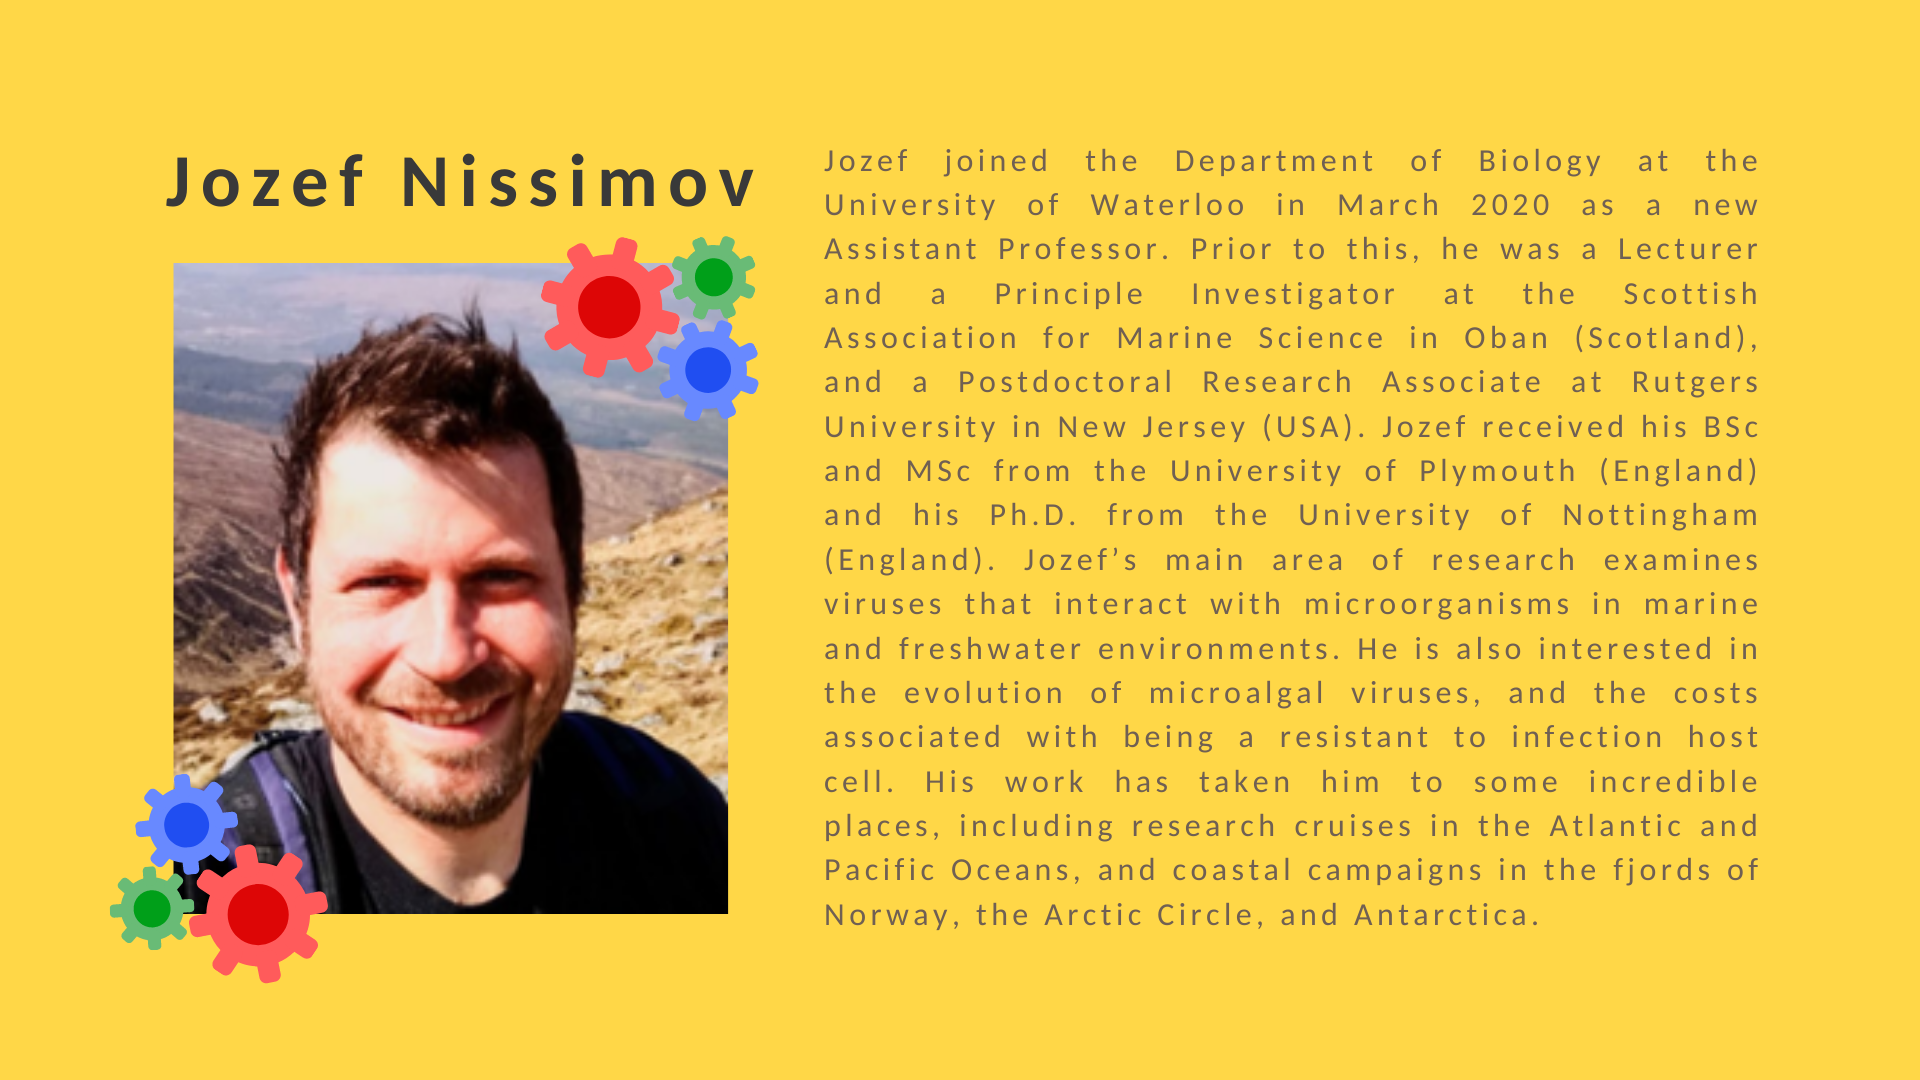 Jozef Nissimov
Jozef joined the Department of Biology at the
University of Waterloo in March 2020 as a new
Assistant Professor. Prior to this, he was a Lecturer
and a Principle Investigator at the Scottish
Association for Marine Science in Oban (Scotland),
and a Postdoctoral Research Associate at Rutgers
University in New Jersey (USA). Jozef received his BSc
and MSc from the University of Plymouth (England)
and his Ph.D. from the University of Nottingham
(England). Jozef’s main area of research examines
viruses that interact with microorganisms in marine
and freshwater environments. He is also interested in
the evolution of microalgal viruses, and the costs
associated with being a resistant to infection host
cell. His work has taken him to some incredible
places, including research cruises in the Atlantic and
Pacific Oceans, and coastal campaigns in the fjords of
Norway, the Arctic Circle, and Antarctica.